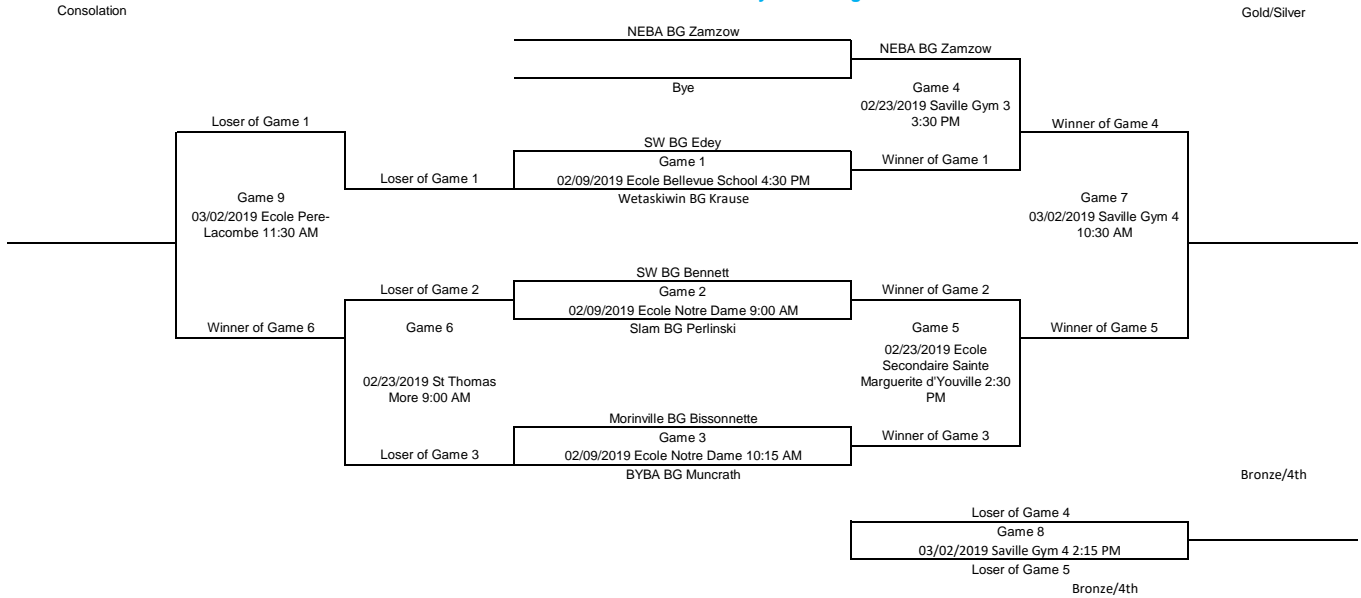 Consolation
Gold/Silver
NEBA BG Zamzow
NEBA BG Zamzow
Bye
Game 4
02/23/2019 Saville Gym 3
3:30 PM
Loser of Game 1
Winner of Game 4
SW BG Edey
Game 1
Winner of Game 1
Loser of Game 1
02/09/2019 Ecole Bellevue School 4:30 PM
Wetaskiwin BG Krause
Game 9
03/02/2019 Ecole Pere-
Lacombe 11:30 AM
Game 7
03/02/2019 Saville Gym 4
10:30 AM
SW BG Bennett
Loser of Game 2
Game 2
Winner of Game 2
02/09/2019 Ecole Notre Dame 9:00 AM
Slam BG Perlinski
Winner of Game 6
Game 6
Game 5
Winner of Game 5
02/23/2019 Ecole
Secondaire Sainte
Marguerite d'Youville 2:30
PM
02/23/2019 St Thomas
More 9:00 AM
Morinville BG Bissonnette
Game 3
Winner of Game 3
Loser of Game 3
02/09/2019 Ecole Notre Dame 10:15 AM
BYBA BG Muncrath
Bronze/4th
Loser of Game 4
Game 8
03/02/2019 Saville Gym 4 2:15 PM
Loser of Game 5
Bronze/4th